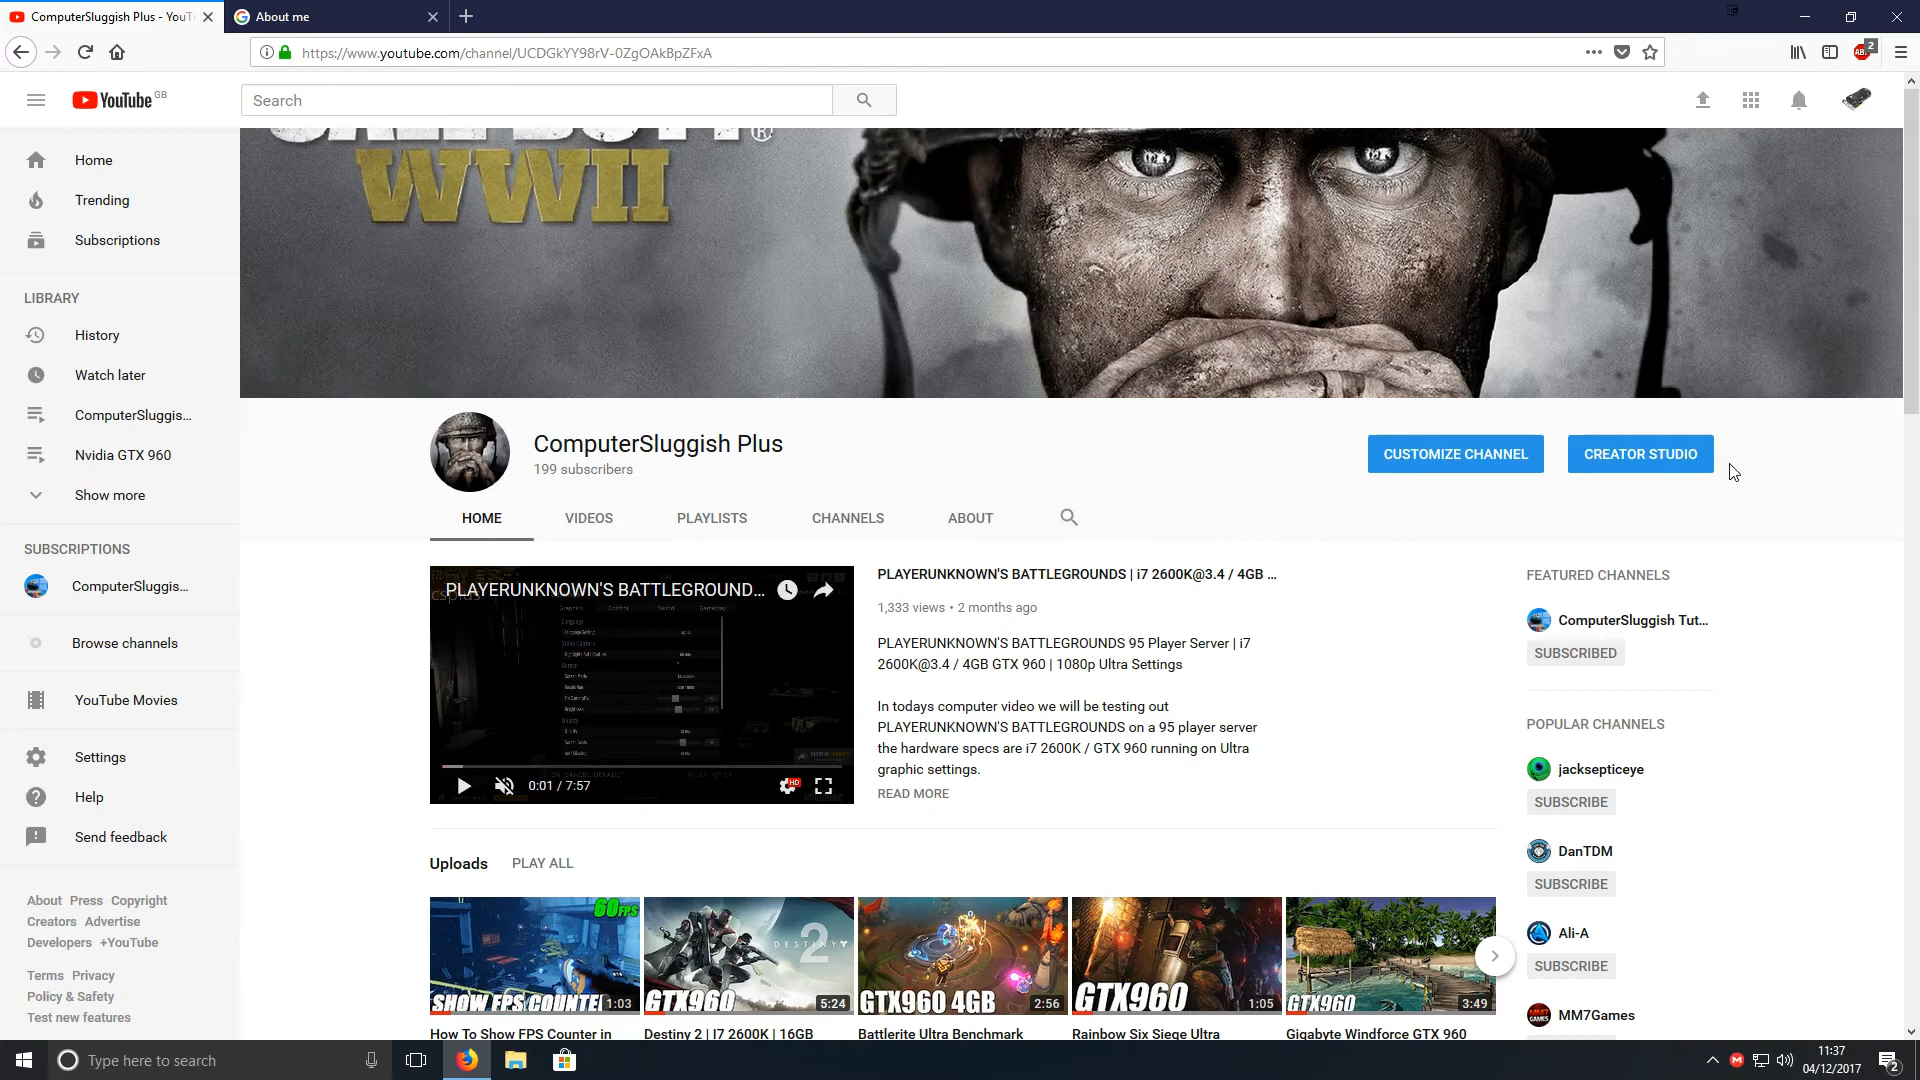 ComputerSluggish Plus - YouT
About me
https://www.youtube.com/channel/UCDGkYY98rV-0ZgOAkBpZFxA
2
YouTube GB
Search
Home
Trending
Subscriptions
LIBRARY
History
Watch later
ComputerSluggis...
Nvidia GTX 960
Show more
SUBSCRIPTIONS
ComputerSluggis...
Browse channels
YouTube Movies
Settings
Help
Send feedback
About Press Copyright
Creators Advertise
Developers +YouTube
Terms Privacy
Policy & Safety
Test new features
WWII
ComputerSluggish Plus
199 subscribers
CUSTOMIZE CHANNEL
CREATOR STUDIO
HOME
VIDEOS
PLAYLISTS
CHANNELS
ABOUT
PLAYERUNKNOWN'S BATTLEGROUND...
Graphics Control Sound Gameplay
0:01 / 7:57
HD
PLAYERUNKNOWN'S BATTLEGROUNDS | i7 2600K@3.4 / 4GB ...
1,333 views • 2 months ago
PLAYERUNKNOWN'S BATTLEGROUNDS 95 Player Server | i7
2600K@3.4 / 4GB GTX 960 | 1080p Ultra Settings
In todays computer video we will be testing out
PLAYERUNKNOWN'S BATTLEGROUNDS on a 95 player server
the hardware specs are i7 2600K / GTX 960 running on Ultra
graphic settings.
READ MORE
FEATURED CHANNELS
ComputerSluggish Tut...
SUBSCRIBED
POPULAR CHANNELS
jacksepticeye
SUBSCRIBE
DanTDM
SUBSCRIBE
Ali-A
SUBSCRIBE
MM7Games
Uploads
PLAY ALL
60FPS
SHOW FPS COUNTE
1:03
DESTINY 2
GTX960
5:24
GTX960 4GB
2:56
GTX960
1:05
GTX960
3:49
How To Show FPS Counter in
Destiny 2 | I7 2600K | 16GB
Battlerite Ultra Benchmark
Rainbow Six Siege Ultra
Gigabyte Windforce GTX 960
Type here to search
11:37
04/12/2017
2